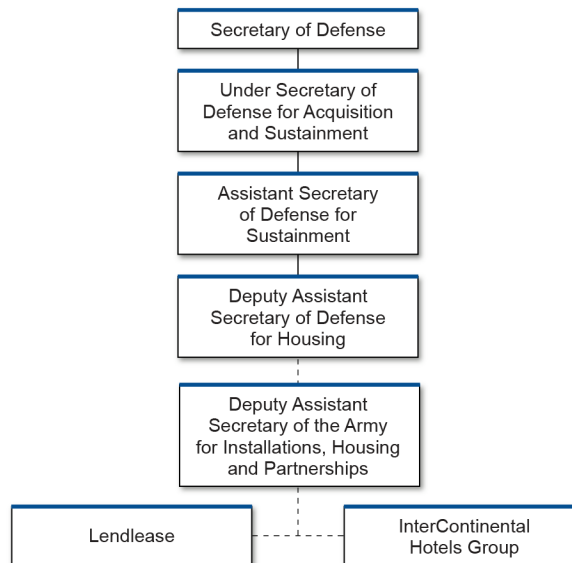 Secretary of Defense
Under Secretary of
Defense for Acquisition
and Sustainment
Assistant Secretary
of Defense for
Sustainment
Deputy Assistant
Secretary of Defense
for Housing
Deputy Assistant
Secretary of the Army
for Installations, Housing
and Partnerships
Lendlease
InterContinental
Hotels Group